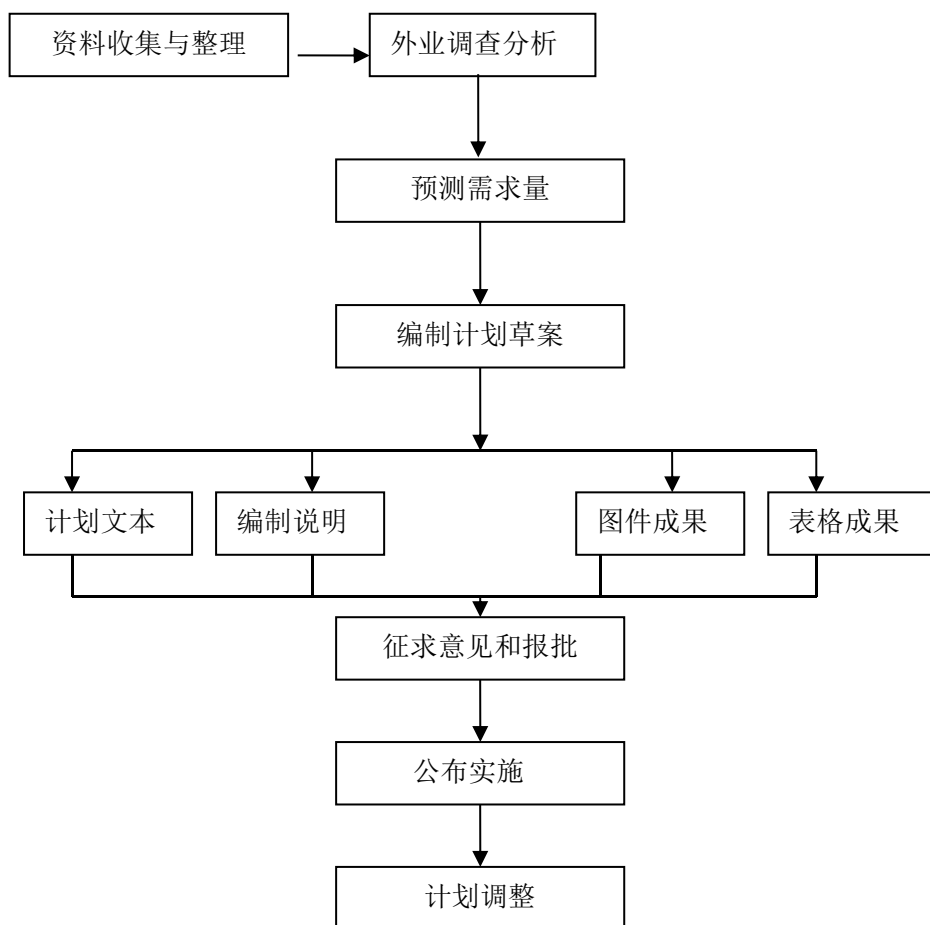 资料收集与整理
外业调查分析
预测需求量
编制计划草案
计划文本
编制说明
图件成果
表格成果
征求意见和报批
公布实施
计划调整